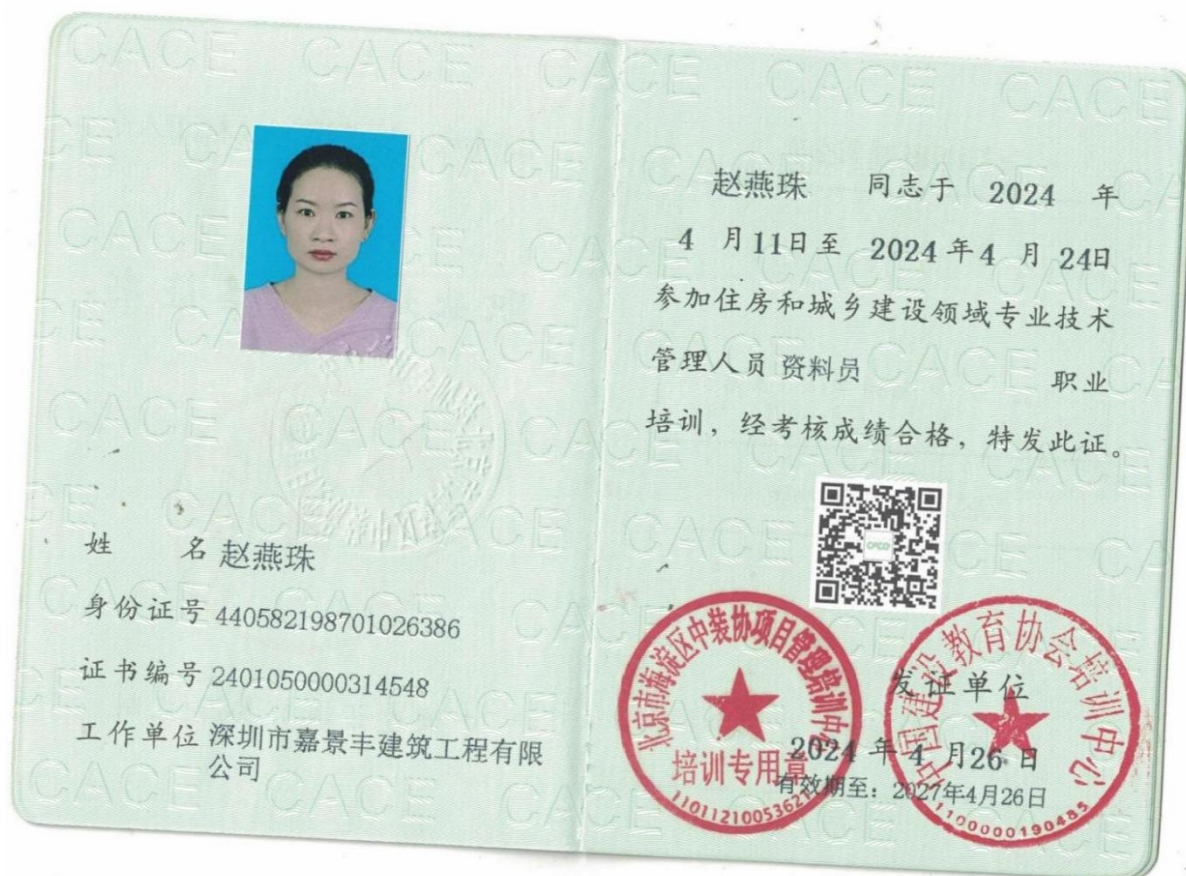 姓 名 赵燕珠
身份证号 440582198701026386
证书编号 2401050000314548
工作单位 深圳市嘉景丰建筑工程有限
公司
赵燕珠 同志于 2024 年
4 月 11日至 2024 年 4 月 24日
参加住房和城乡建设领域专业技术
管理人员 资料员 职业
培训，经考核成绩合格，特发此证。
北京市海淀区中装协项目管理培训中心
培训专用章
中国建设教育协会培训中心
1100000190485
发证单位
2024 年 4 月 26 日
有效期至：2027年4月26日
CACE